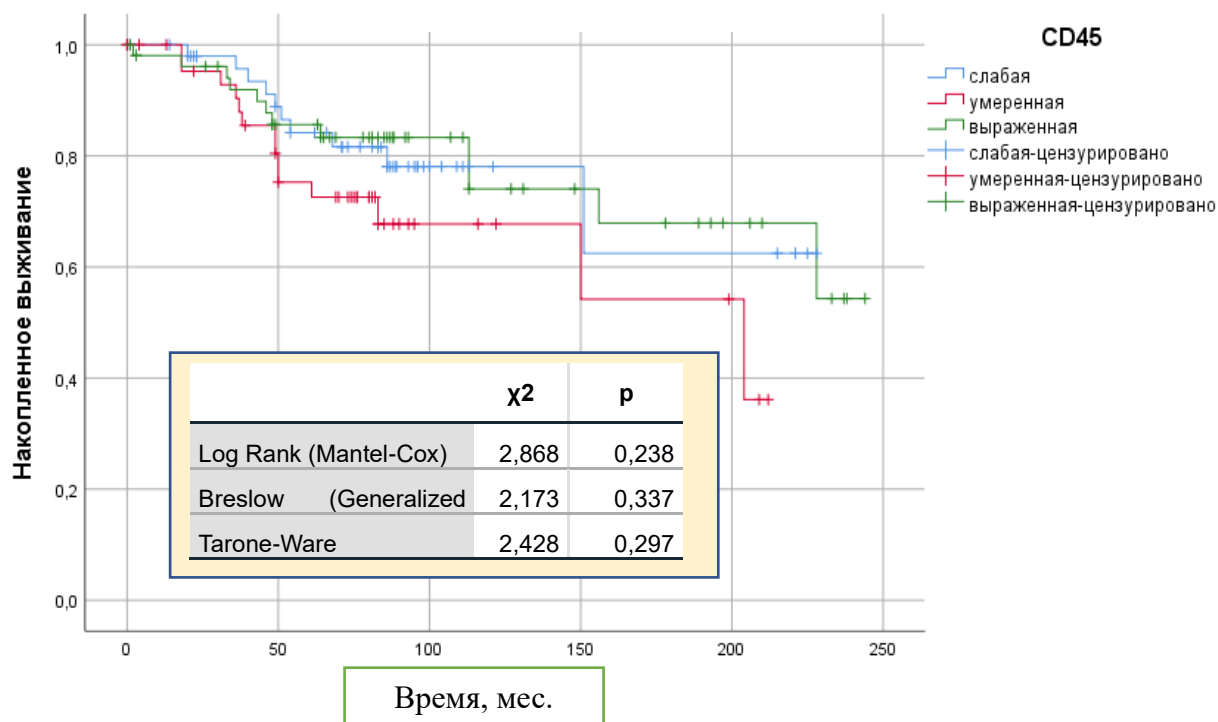 CD45
слабая
умеренная
выраженная
слабая-цензурировано
умеренная-цензурировано
выраженная-цензурировано
Накопленное выживание
1,0
0,8
0,6
0,4
0,2
0,0
χ2 p
Log Rank (Mantel-Cox) 2,868 0,238
Breslow (Generalized 2,173 0,337
Tarone-Ware 2,428 0,297
0 50 100 150 200 250
Время, мес.